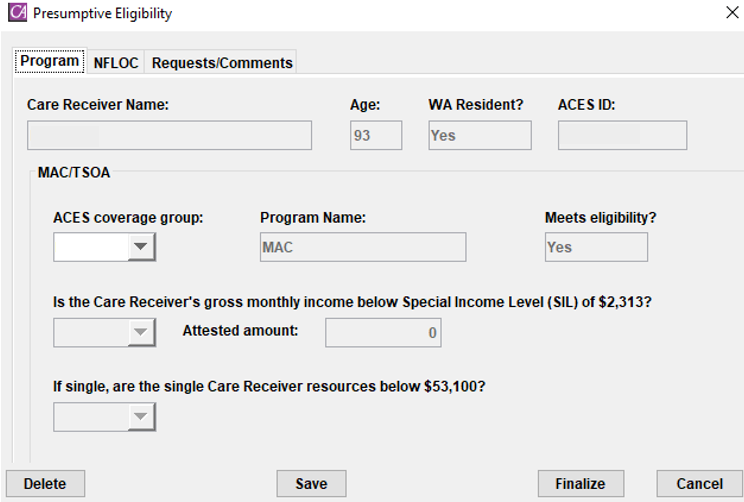 CA Presumptive Eligibility
Program NFLOC Requests/Comments
Care Receiver Name: Age: WA Resident? ACES ID:
93 Yes
MAC/TSOA
ACES coverage group: Program Name: Meets eligibility?
MAC Yes
Is the Care Receiver's gross monthly income below Special Income Level (SIL) of $2,313?
Attested amount: 0
If single, are the single Care Receiver resources below $53,100?
Delete Save Finalize Cancel